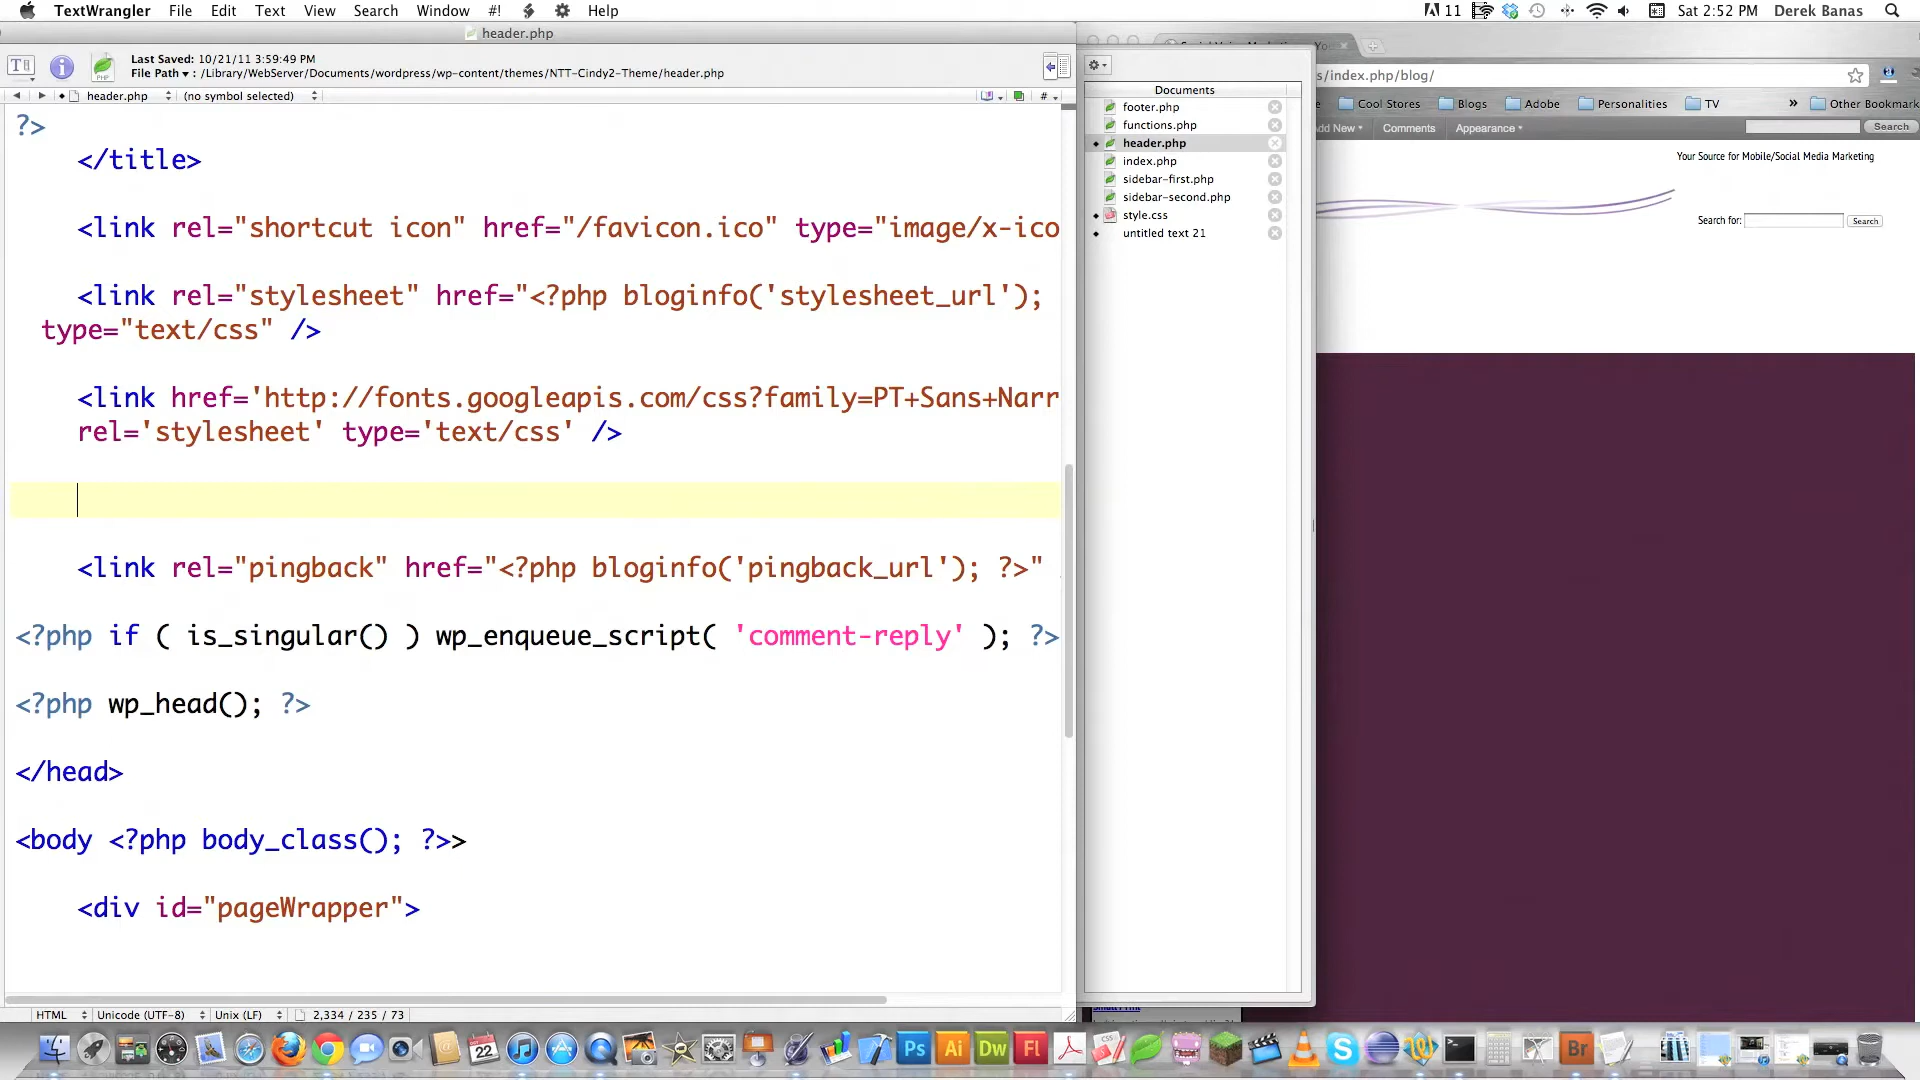 TextWrangler File Edit Text View Search Window #! Help
11 Sat 2:52 PM Derek Banas
header.php
Last Saved: 10/21/11 3:59:49 PM
File Path ▾ : /Library/WebServer/Documents/wordpress/wp-content/themes/NTT-Cindy2-Theme/header.php
header.php (no symbol selected) #
?>
</title>
<link rel="shortcut icon" href="/favicon.ico" type="image/x-ico
<link rel="stylesheet" href="<?php bloginfo('stylesheet_url');
type="text/css" />
<link href='http://fonts.googleapis.com/css?family=PT+Sans+Narr
rel='stylesheet' type='text/css' />
<link rel="pingback" href="<?php bloginfo('pingback_url'); ?>"
<?php if ( is_singular() ) wp_enqueue_script( 'comment-reply' ); ?>
<?php wp_head(); ?>
</head>
<body <?php body_class(); ?>>
<div id="pageWrapper">
HTML Unicode (UTF-8) Unix (LF) 2,334 / 235 / 73
Documents
footer.php
functions.php
header.php
index.php
sidebar-first.php
sidebar-second.php
style.css
untitled text 21
s/index.php/blog/
Cool Stores Blogs Adobe Personalities TV » Other Bookmark
dd New Comments Appearance Search
Your Source for Mobile/Social Media Marketing
Search for: Search
22 Ps Ai Dw Fl Br